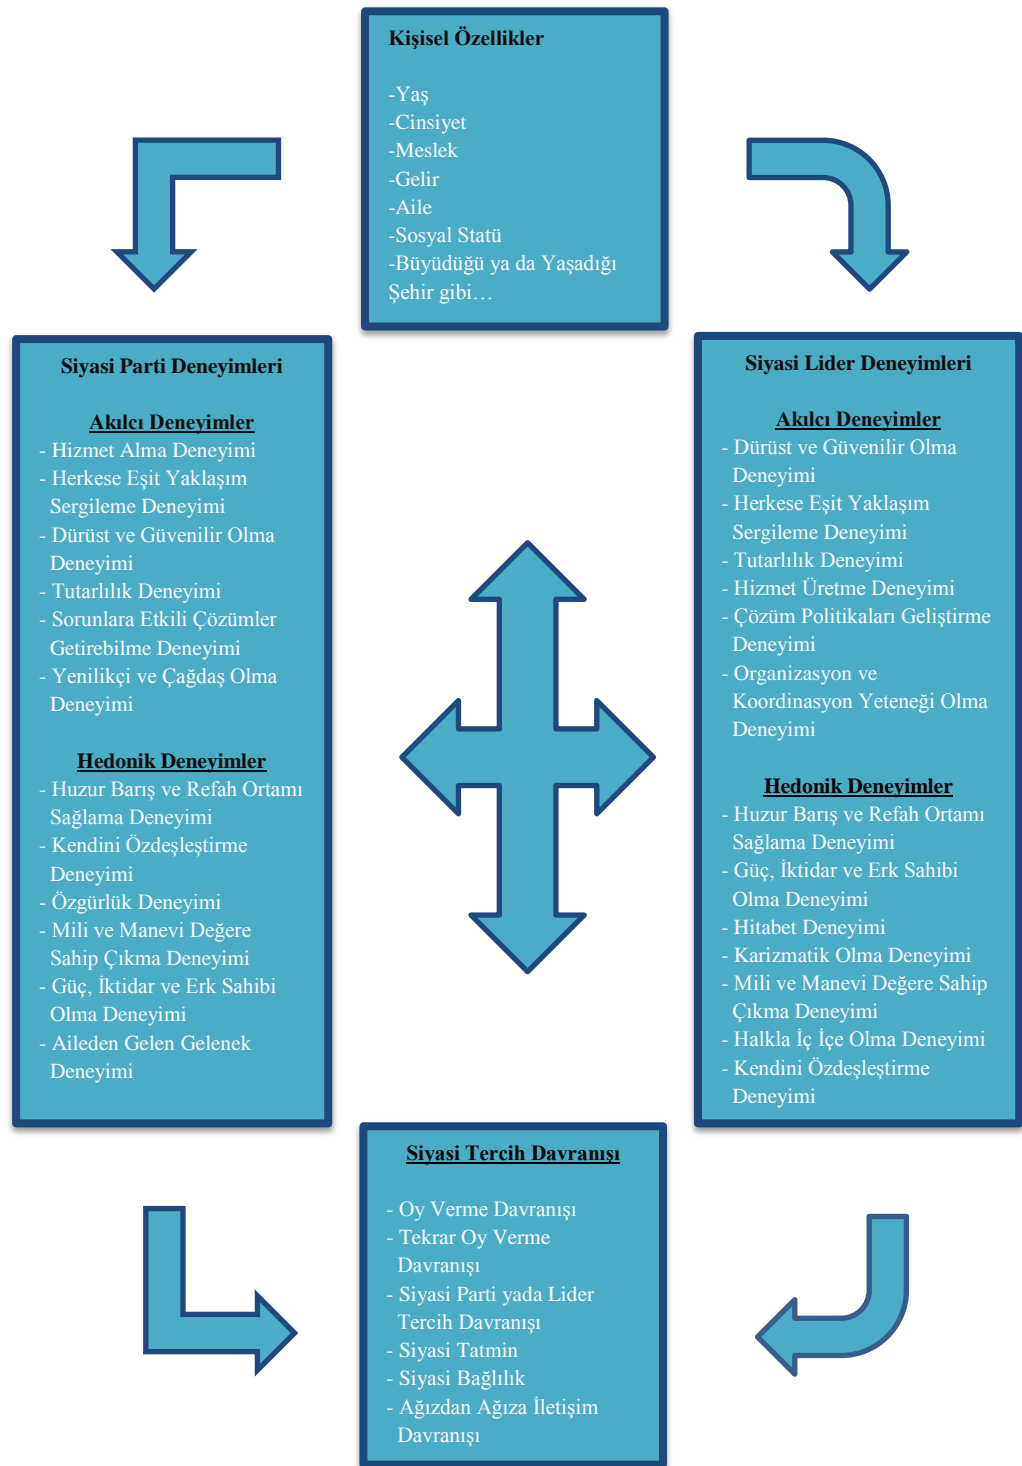 Kişisel Özellikler
-Yaş
-Cinsiyet
-Meslek
-Gelir
-Aile
-Sosyal Statü
-Büyüdüğü ya da Yaşadığı
Şehir gibi…
Siyasi Parti Deneyimleri
Akılcı Deneyimler
- Hizmet Alma Deneyimi
- Herkese Eşit Yaklaşım
Sergileme Deneyimi
- Dürüst ve Güvenilir Olma
Deneyimi
- Tutarlılık Deneyimi
- Sorunlara Etkili Çözümler
Getirebilme Deneyimi
- Yenilikçi ve Çağdaş Olma
Deneyimi
Hedonik Deneyimler
- Huzur Barış ve Refah Ortamı
Sağlama Deneyimi
- Kendini Özdeşleştirme
Deneyimi
- Özgürlük Deneyimi
- Mili ve Manevi Değere
Sahip Çıkma Deneyimi
- Güç, İktidar ve Erk Sahibi
Olma Deneyimi
- Aileden Gelen Gelenek
Deneyimi
Siyasi Lider Deneyimleri
Akılcı Deneyimler
- Dürüst ve Güvenilir Olma
Deneyimi
- Herkese Eşit Yaklaşım
Sergileme Deneyimi
- Tutarlılık Deneyimi
- Hizmet Üretme Deneyimi
- Çözüm Politikaları Geliştirme
Deneyimi
- Organizasyon ve
Koordinasyon Yeteneği Olma
Deneyimi
Hedonik Deneyimler
- Huzur Barış ve Refah Ortamı
Sağlama Deneyimi
- Güç, İktidar ve Erk Sahibi
Olma Deneyimi
- Hitabet Deneyimi
- Karizmatik Olma Deneyimi
- Mili ve Manevi Değere Sahip
Çıkma Deneyimi
- Halkla İç İçe Olma Deneyimi
- Kendini Özdeşleştirme
Deneyimi
Siyasi Tercih Davranışı
- Oy Verme Davranışı
- Tekrar Oy Verme
Davranışı
- Siyasi Parti yada Lider
Tercih Davranışı
- Siyasi Tatmin
- Siyasi Bağlılık
- Ağızdan Ağıza İletişim
Davranışı